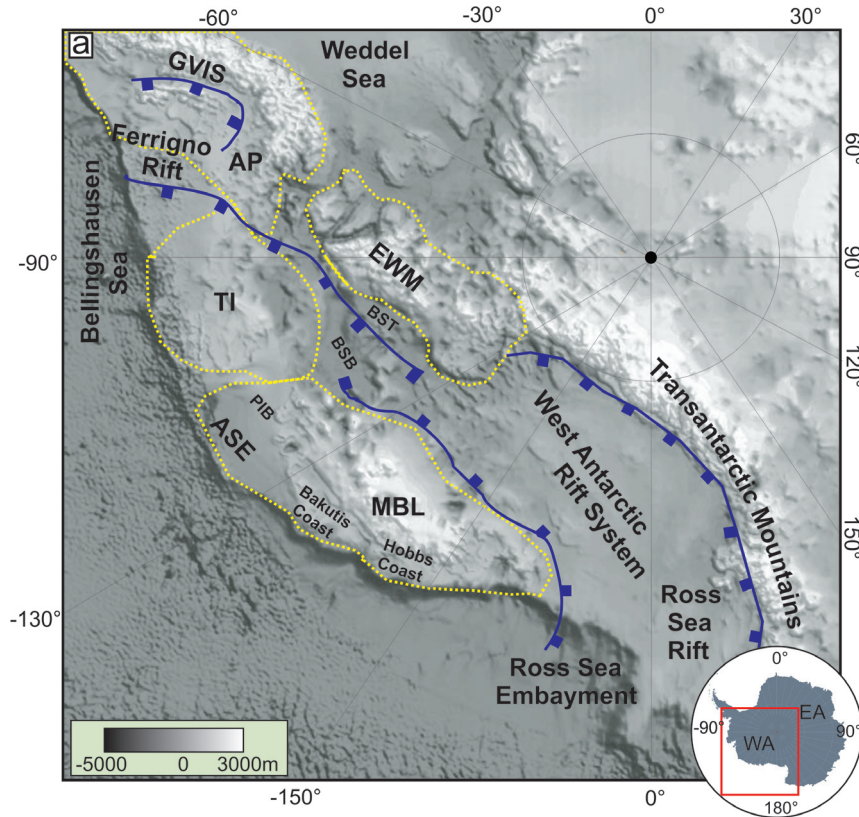 -60°
-30°
0°
30°
a
GVIS
Weddel
Sea
Ferrigno
Rift
AP
60°
Bellingshausen
Sea
-90°
EWM
90°
TI
BST
BSB
120°
PIB
ASE
West Antarctic
Rift System
Transantarctic Mountains
MBL
Bakutis
Coast
Hobbs
Coast
150°
-130°
Ross
Sea
Rift
Ross Sea
Embayment
-5000
0
3000m
-150°
0°
0°
-90°
EA
WA
90°
180°